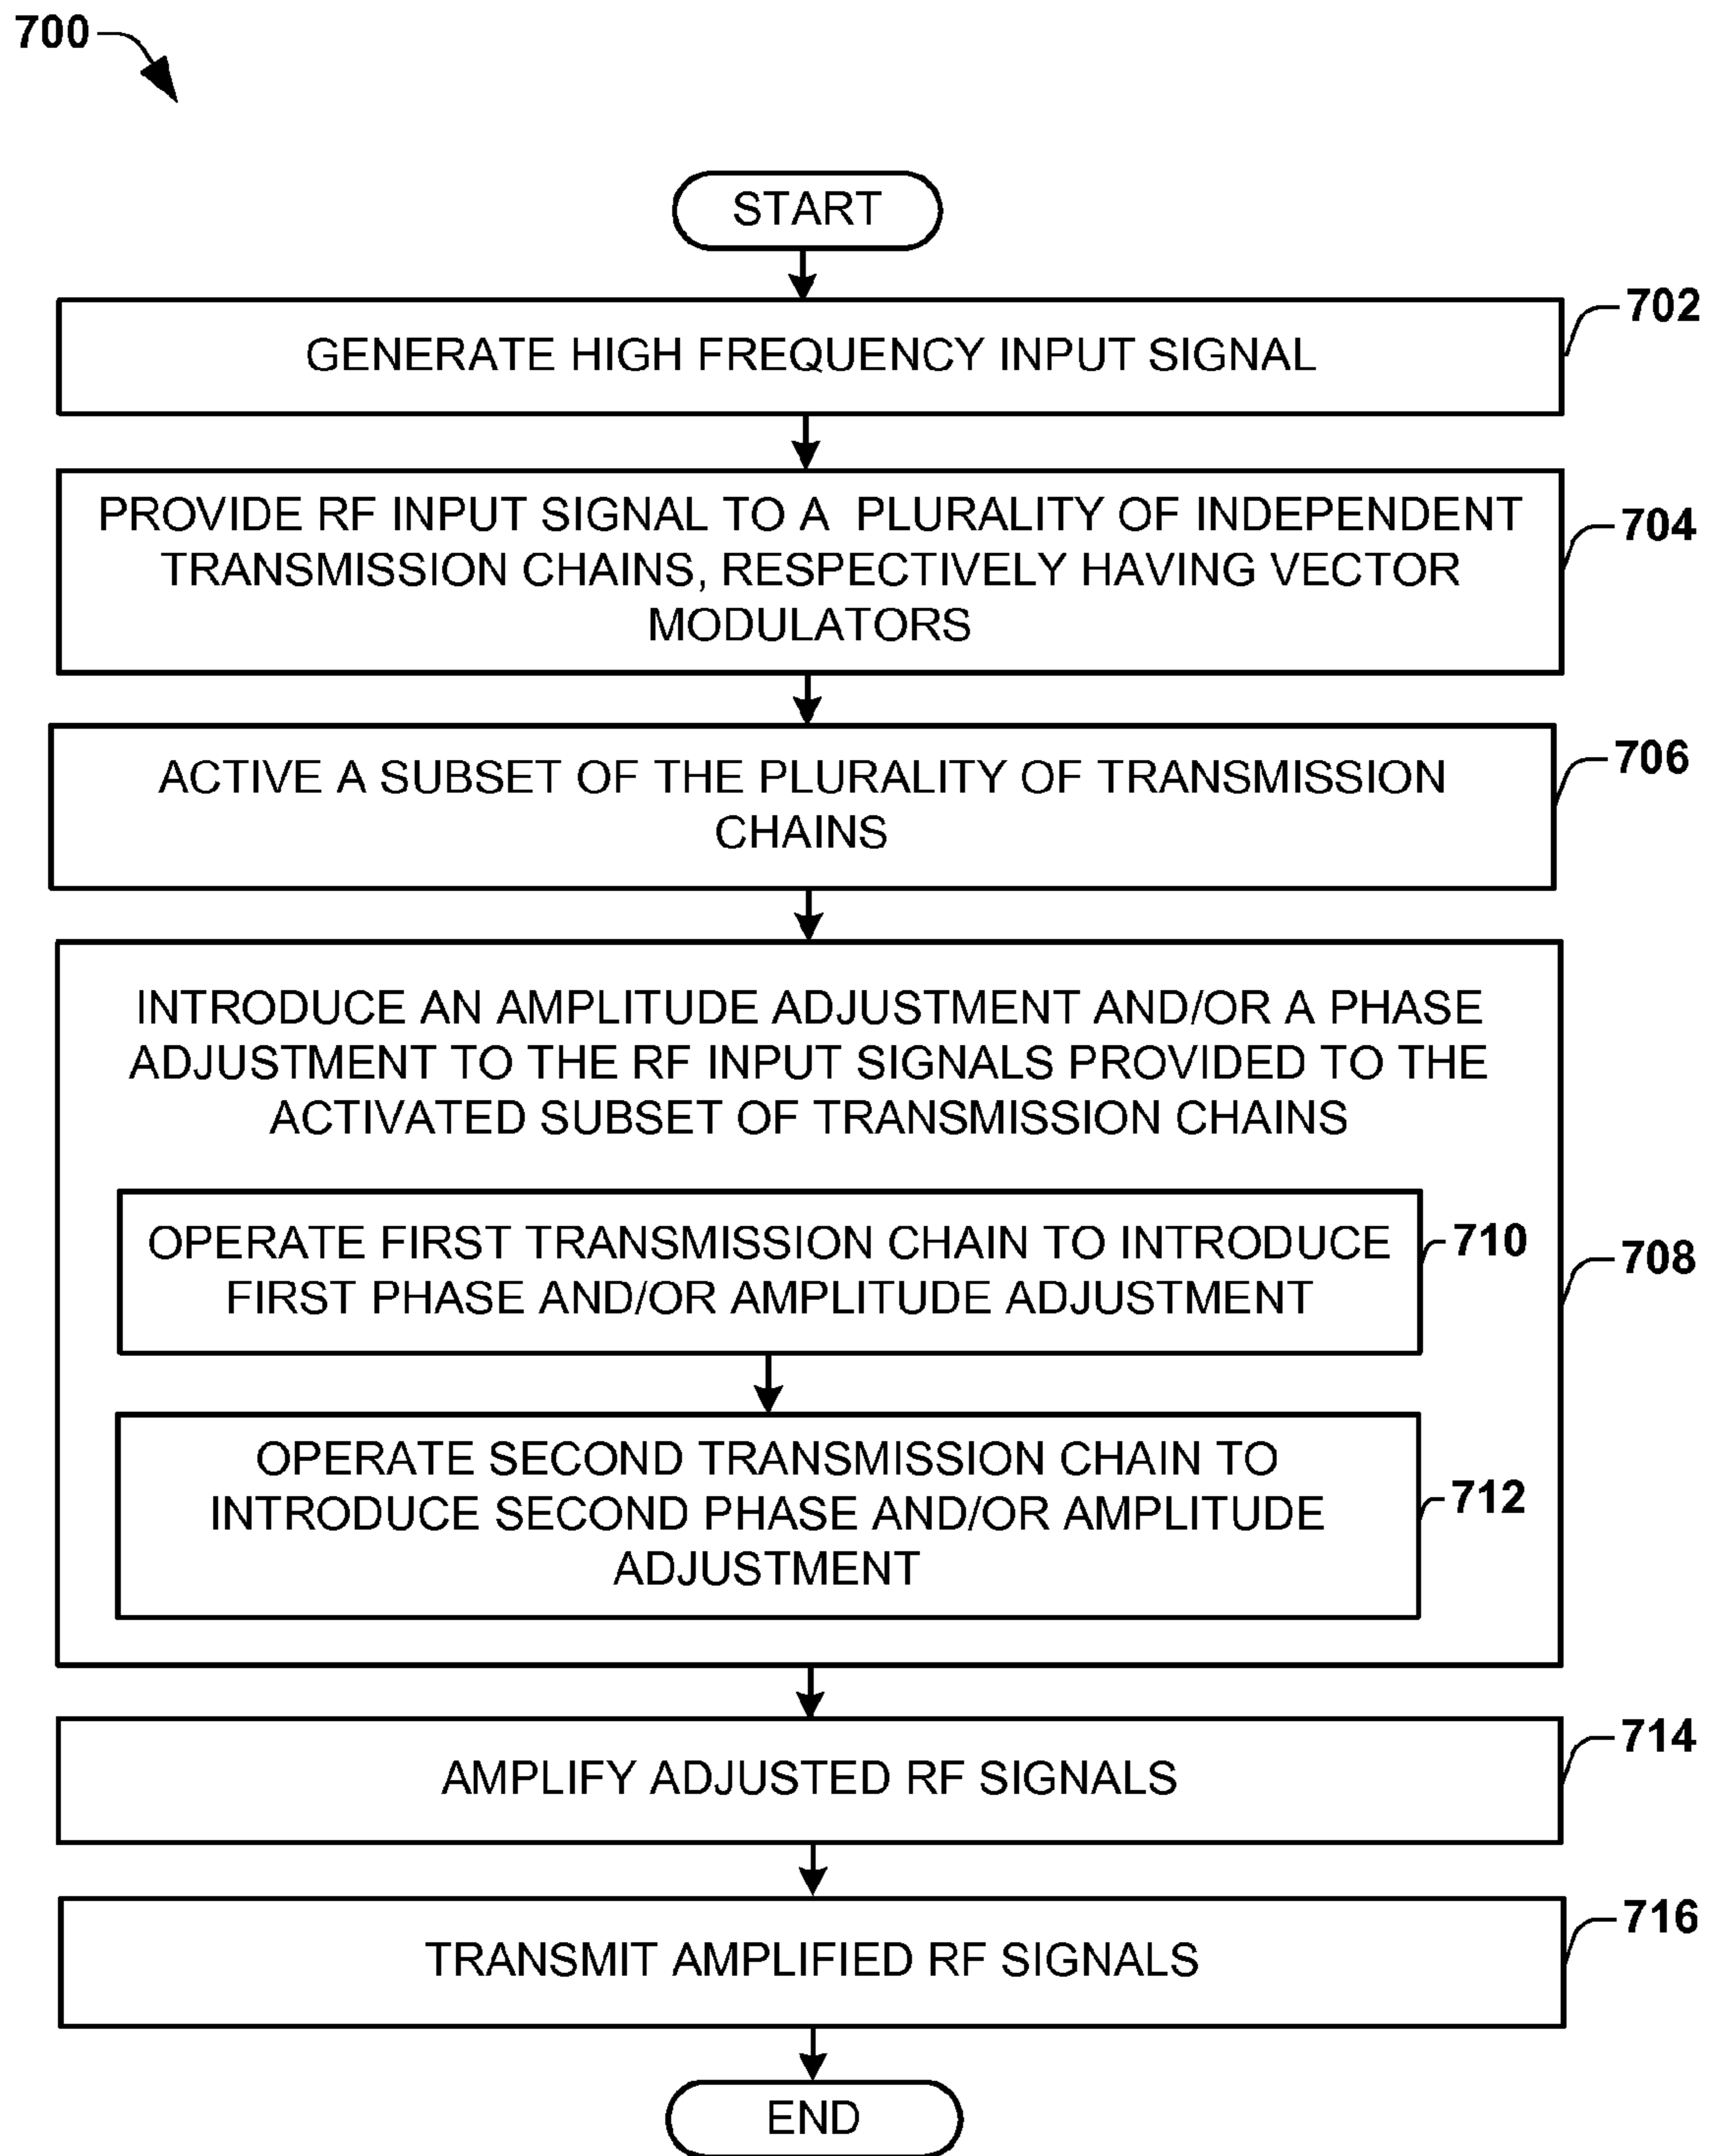 700
START
702
GENERATE HIGH FREQUENCY INPUT SIGNAL
PROVIDE RF INPUT SIGNAL TO A PLURALITY OF INDEPENDENT
TRANSMISSION CHAINS, RESPECTIVELY HAVING VECTOR
MODULATORS
704
ACTIVE A SUBSET OF THE PLURALITY OF TRANSMISSION
CHAINS
706
INTRODUCE AN AMPLITUDE ADJUSTMENT AND/OR A PHASE
ADJUSTMENT TO THE RF INPUT SIGNALS PROVIDED TO THE
ACTIVATED SUBSET OF TRANSMISSION CHAINS
OPERATE FIRST TRANSMISSION CHAIN TO INTRODUCE
FIRST PHASE AND/OR AMPLITUDE ADJUSTMENT
710
708
OPERATE SECOND TRANSMISSION CHAIN TO
INTRODUCE SECOND PHASE AND/OR AMPLITUDE
ADJUSTMENT
712
AMPLIFY ADJUSTED RF SIGNALS
714
TRANSMIT AMPLIFIED RF SIGNALS
716
END